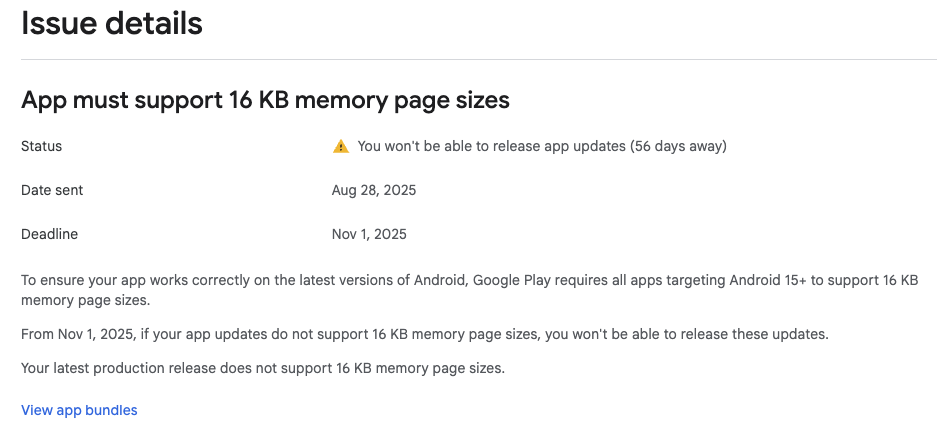 Issue details
App must support 16 KB memory page sizes
Status
You won't be able to release app updates (56 days away)
Date sent
Aug 28, 2025
Deadline
Nov 1, 2025
To ensure your app works correctly on the latest versions of Android, Google Play requires all apps targeting Android 15+ to support 16 KB
memory page sizes.
From Nov 1, 2025, if your app updates do not support 16 KB memory page sizes, you won't be able to release these updates.
Your latest production release does not support 16 KB memory page sizes.
View app bundles